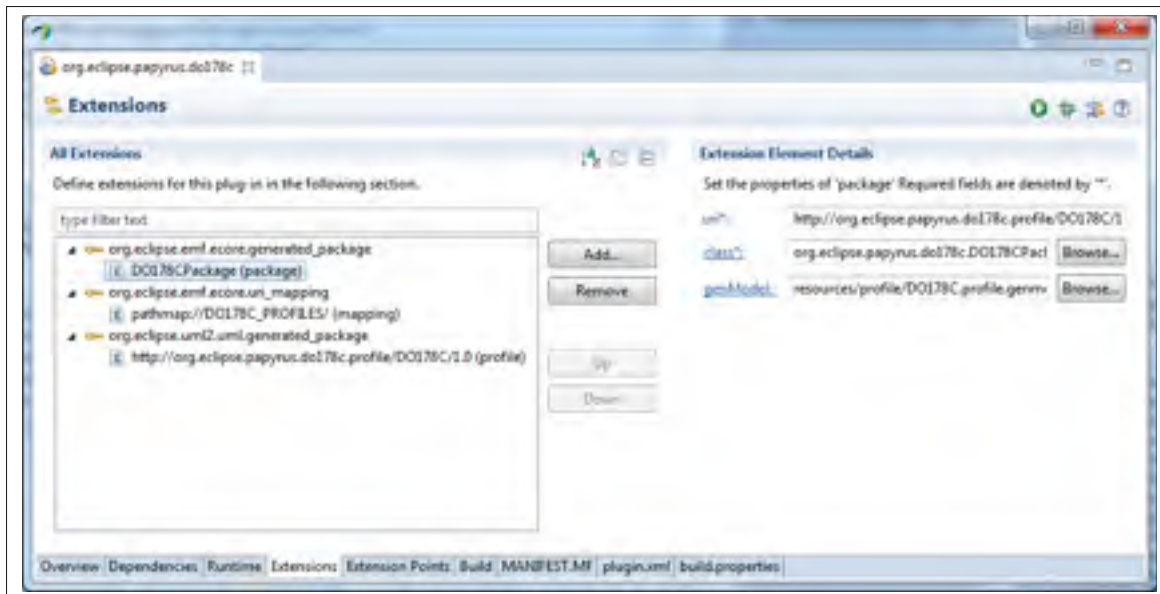 org.eclipse.papyrus.do178c
Extensions
All Extensions
Define extensions for this plug-in in the following section.
type filter text
org.eclipse.emf.ecore.generated_package
DO178CPackage (package)
org.eclipse.emf.ecore.uri_mapping
pathmap://DO178C_PROFILES/ (mapping)
org.eclipse.uml2.uml.generated_package
http://org.eclipse.papyrus.do178c.profile/DO178C/1.0 (profile)
Add...
Remove
Up
Down
Extension Element Details
Set the properties of 'package' Required fields are denoted by '*'.
uri*: http://org.eclipse.papyrus.do178c.profile/DO178C/1
class*: org.eclipse.papyrus.do178c.DO178CPacl Browse...
genModel: resources/profile/DO178C.profile.genm Browse...
Overview Dependencies Runtime Extensions Extension Points Build MANIFEST.MF plugin.xml build.properties